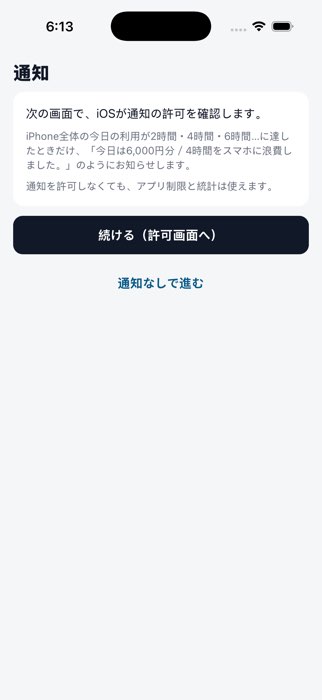 6:13
通知
次の画面で、iOSが通知の許可を確認します。
iPhone全体の今日の利用が2時間・4時間・6時間…に達し
たときだけ、「今日は6,000円分 / 4時間をスマホに浪費し
ました。」のようにお知らせします。
通知を許可しなくても、アプリ制限と統計は使えます。
続ける（許可画面へ）
通知なしで進む